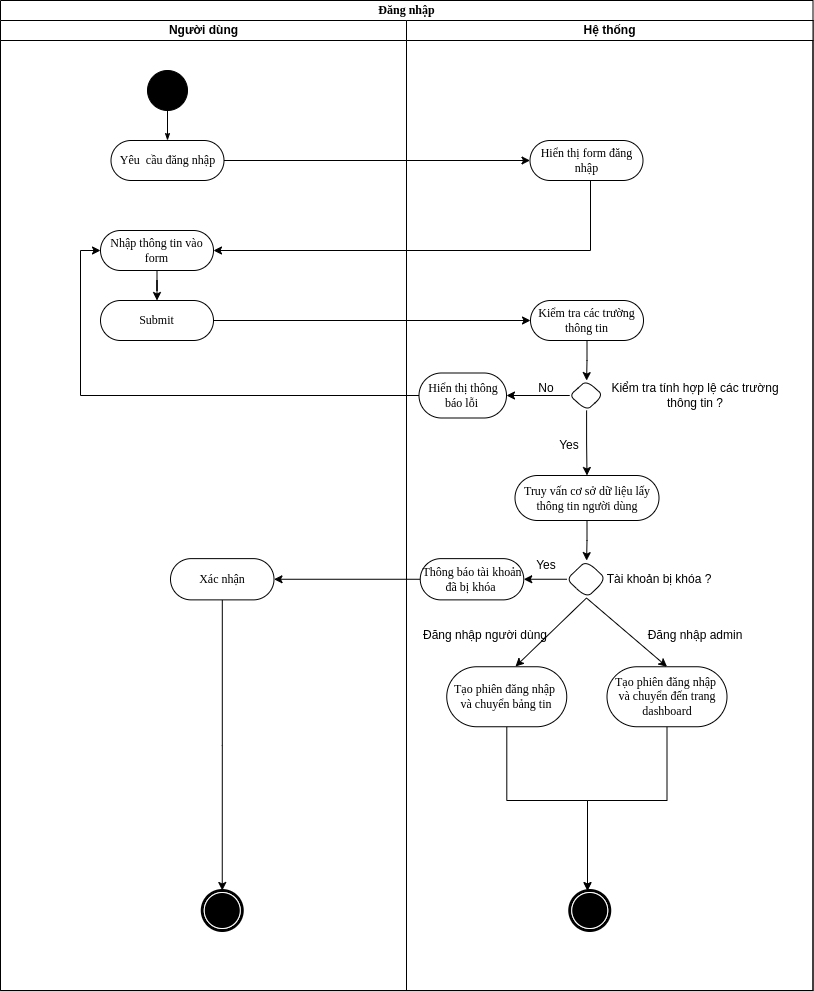 Đăng nhập
Người dùng
Hệ thống
Yêu cầu đăng nhập
Hiển thị form đăng
nhập
Nhập thông tin vào
form
Submit
Kiểm tra các trường
thông tin
Hiển thị thông
báo lỗi
No
Kiểm tra tính hợp lệ các trường
thông tin ?
Yes
Truy vấn cơ sở dữ liệu lấy
thông tin người dùng
Xác nhận
Thông báo tài khoản
đã bị khóa
Yes
Tài khoản bị khóa ?
Đăng nhập người dùng
Đăng nhập admin
Tạo phiên đăng nhập
và chuyển bảng tin
Tạo phiên đăng nhập
và chuyển đến trang
dashboard